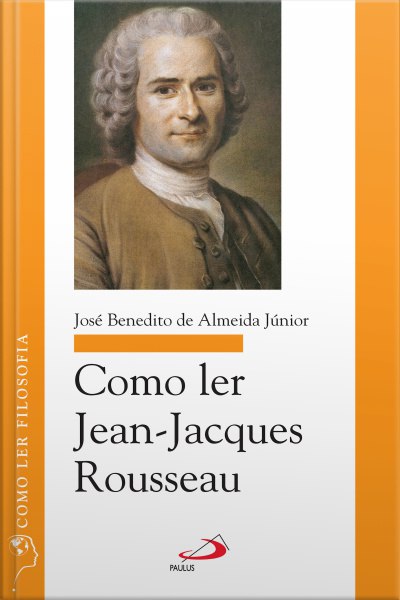 José Benedito de Almeida Júnior
Como ler
Jean-Jacques
Rousseau
COMO LER FILOSOFIA
PAULUS